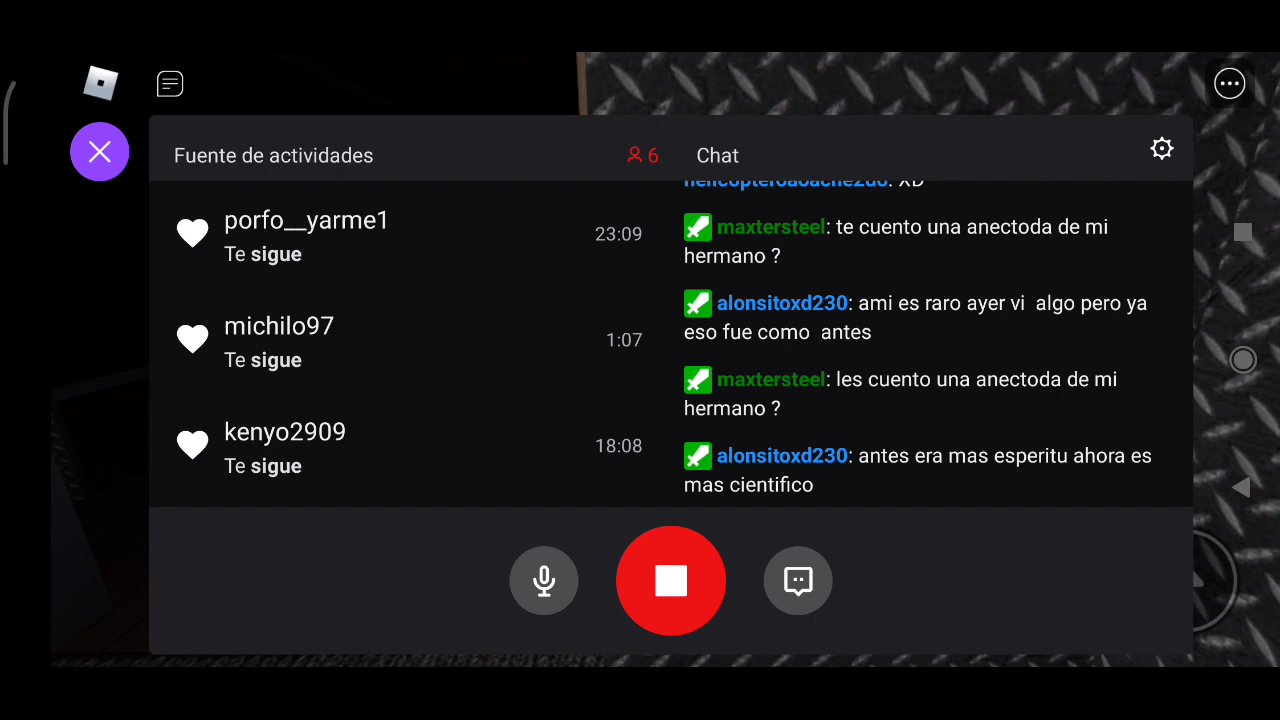 Fuente de actividades
6
Chat
porfo__yarme1
23:09
Te sigue
michilo97
1:07
Te sigue
kenyo2909
18:08
Te sigue
XD
maxtersteel: te cuento una anectoda de mi
hermano ?
alonsitoxd230: ami es raro ayer vi algo pero ya
eso fue como antes
maxtersteel: les cuento una anectoda de mi
hermano ?
alonsitoxd230: antes era mas esperitu ahora es
mas cientifico